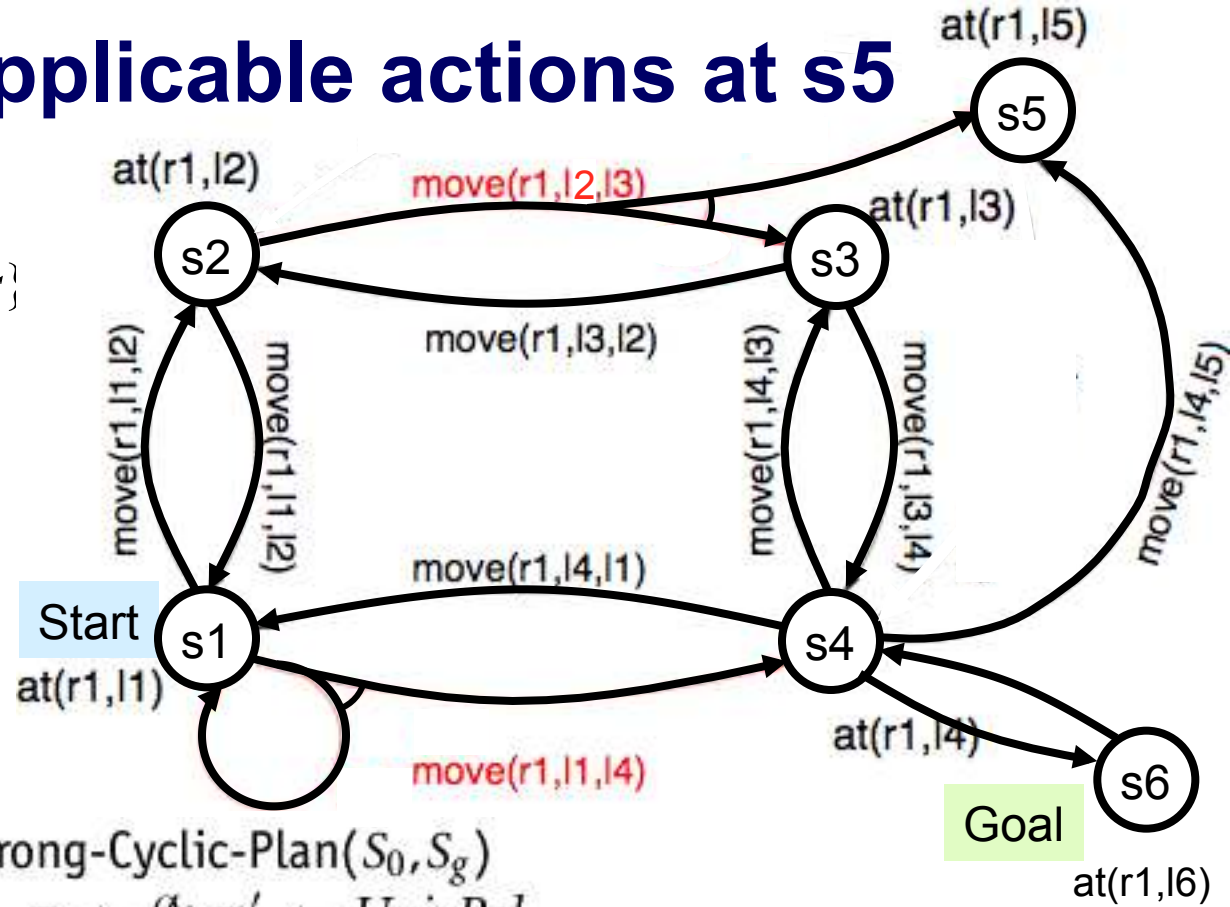 pplicable actions at s5
at(r1,l5)
s5
at(r1,l2)
move(r1,l2,l3)
at(r1,l3)
s2
s3
}
move(r1,l3,l2)
move(r1,l1,l2)
move(r1,l1,l2)
move(r1,l4,l3)
move(r1,l3,l4)
move(r1,l4,l5)
move(r1,l4,l1)
Start
s1
s4
at(r1,l1)
at(r1,l4)
move(r1,l1,l4)
s6
Goal
rong-Cyclic-Plan(S₀,S_g)
at(r1,l6)